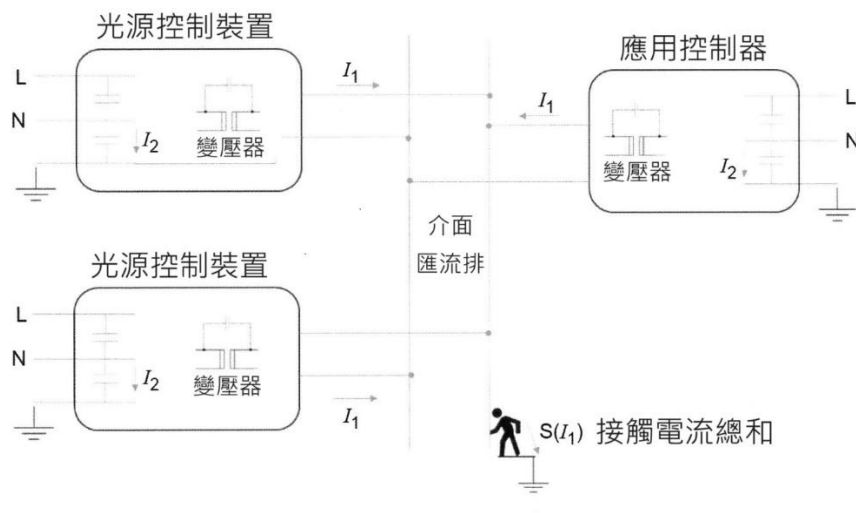 光源控制裝置
L
N
I2
變壓器
I1
應用控制器
I1
L
N
變壓器
I2
介面
匯流排
光源控制裝置
L
N
I2
變壓器
I1
S(I1) 接觸電流總和